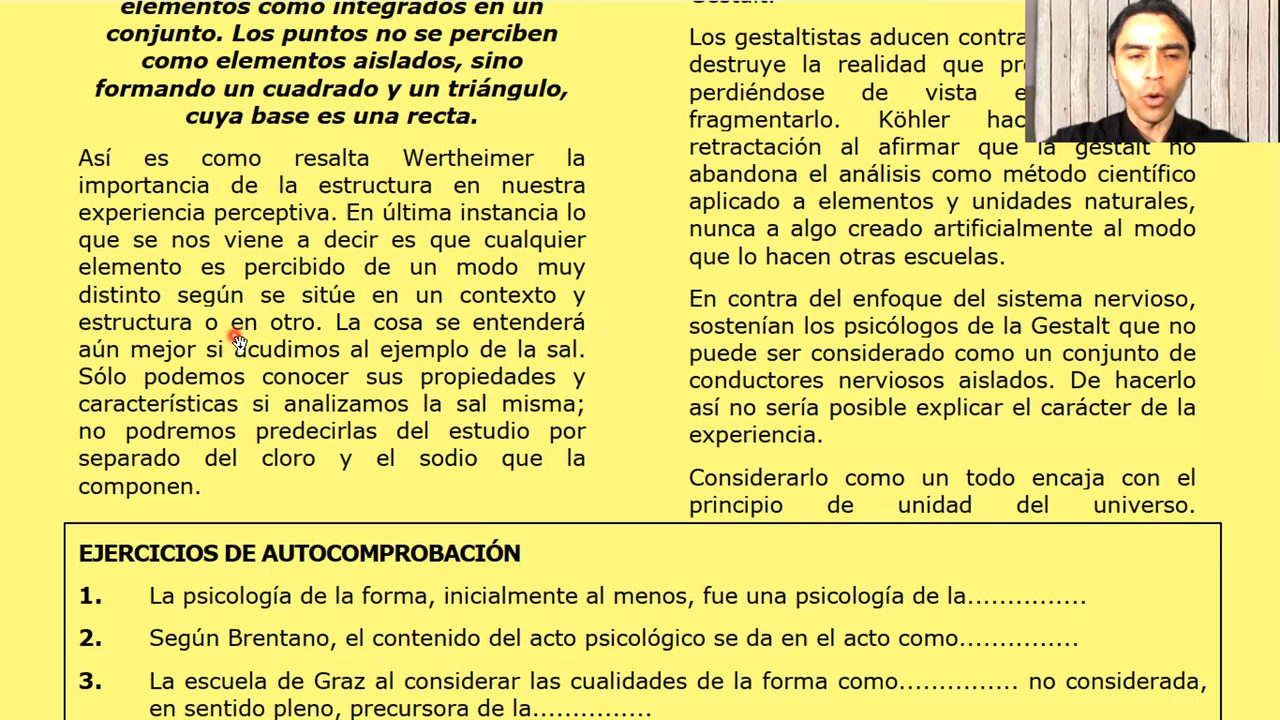 elementos como integrados en un
conjunto. Los puntos no se perciben
como elementos aislados, sino
formando un cuadrado y un triángulo,
cuya base es una recta.
Así es como resalta Wertheimer la
importancia de la estructura en nuestra
experiencia perceptiva. En última instancia lo
que se nos viene a decir es que cualquier
elemento es percibido de un modo muy
distinto según se sitúe en un contexto y
estructura o en otro. La cosa se entenderá
aún mejor si acudimos al ejemplo de la sal.
Sólo podemos conocer sus propiedades y
características si analizamos la sal misma;
no podremos predecirlas del estudio por
separado del cloro y el sodio que la
componen.
Los gestaltistas aducen contra
destruye la realidad que
perdiéndose de vista
fragmentarlo. Köhler
retractación al afirmar que la gestalt no
abandona el análisis como método científico
aplicado a elementos y unidades naturales,
nunca a algo creado artificialmente al modo
que lo hacen otras escuelas.
En contra del enfoque del sistema nervioso,
sostenían los psicólogos de la Gestalt que no
puede ser considerado como un conjunto de
conductores nerviosos aislados. De hacerlo
así no sería posible explicar el carácter de la
experiencia.
Considerarlo como un todo encaja con el
principio de unidad del universo.
EJERCICIOS DE AUTOCOMPROBACIÓN
1. La psicología de la forma, inicialmente al menos, fue una psicología de la...............
2. Según Brentano, el contenido del acto psicológico se da en el acto como...............
3. La escuela de Graz al considerar las cualidades de la forma como............... no considerada,
en sentido pleno, precursora de la...............